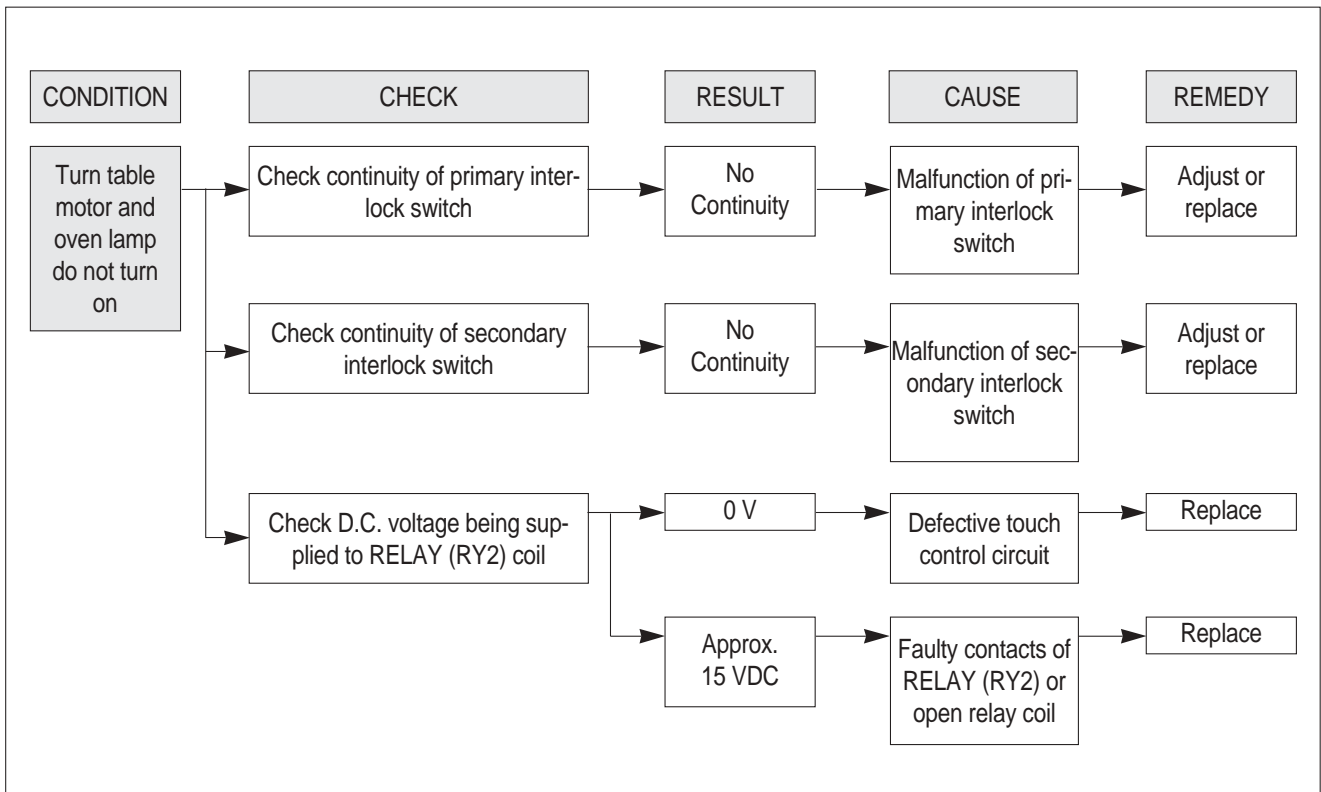 CONDITION
CHECK
RESULT
CAUSE
REMEDY
Turn table
motor and
oven lamp
do not turn
on
Check continuity of primary inter-
lock switch
No
Continuity
Malfunction of pri-
mary interlock
switch
Adjust or
replace
Check continuity of secondary
interlock switch
No
Continuity
Malfunction of sec-
ondary interlock
switch
Adjust or
replace
Check D.C. voltage being sup-
plied to RELAY (RY2) coil
0 V
Defective touch
control circuit
Replace
Approx.
15 VDC
Faulty contacts of
RELAY (RY2) or
open relay coil
Replace